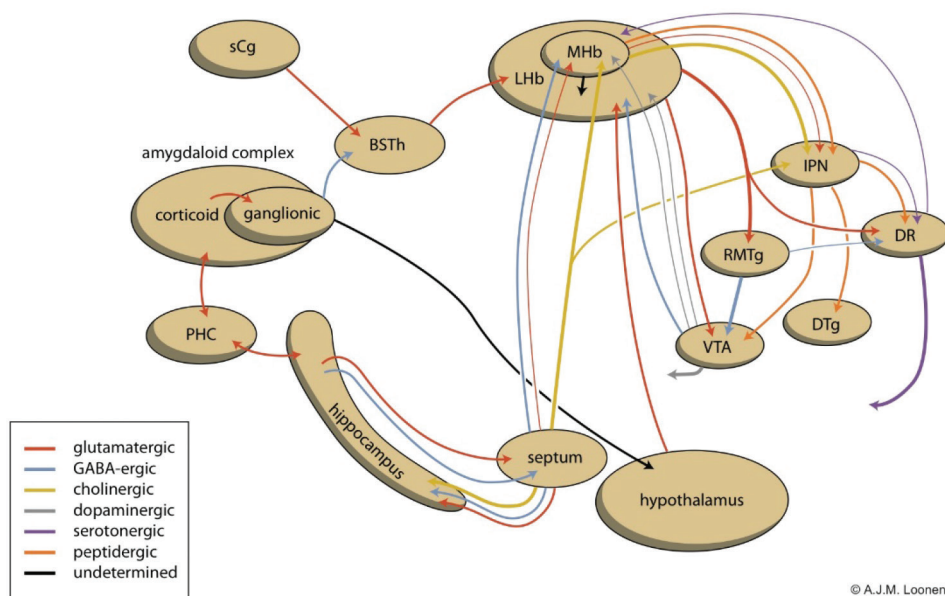 sCg
MHb
LHb
BSTh
amygdaloid complex
IPN
corticoid
ganglionic
DR
RMTg
PHC
DTg
VTA
hippocampus
septum
hypothalamus
glutamatergic
GABA-ergic
cholinergic
dopaminergic
serotonergic
peptidergic
undetermined
© A.J.M. Loonen